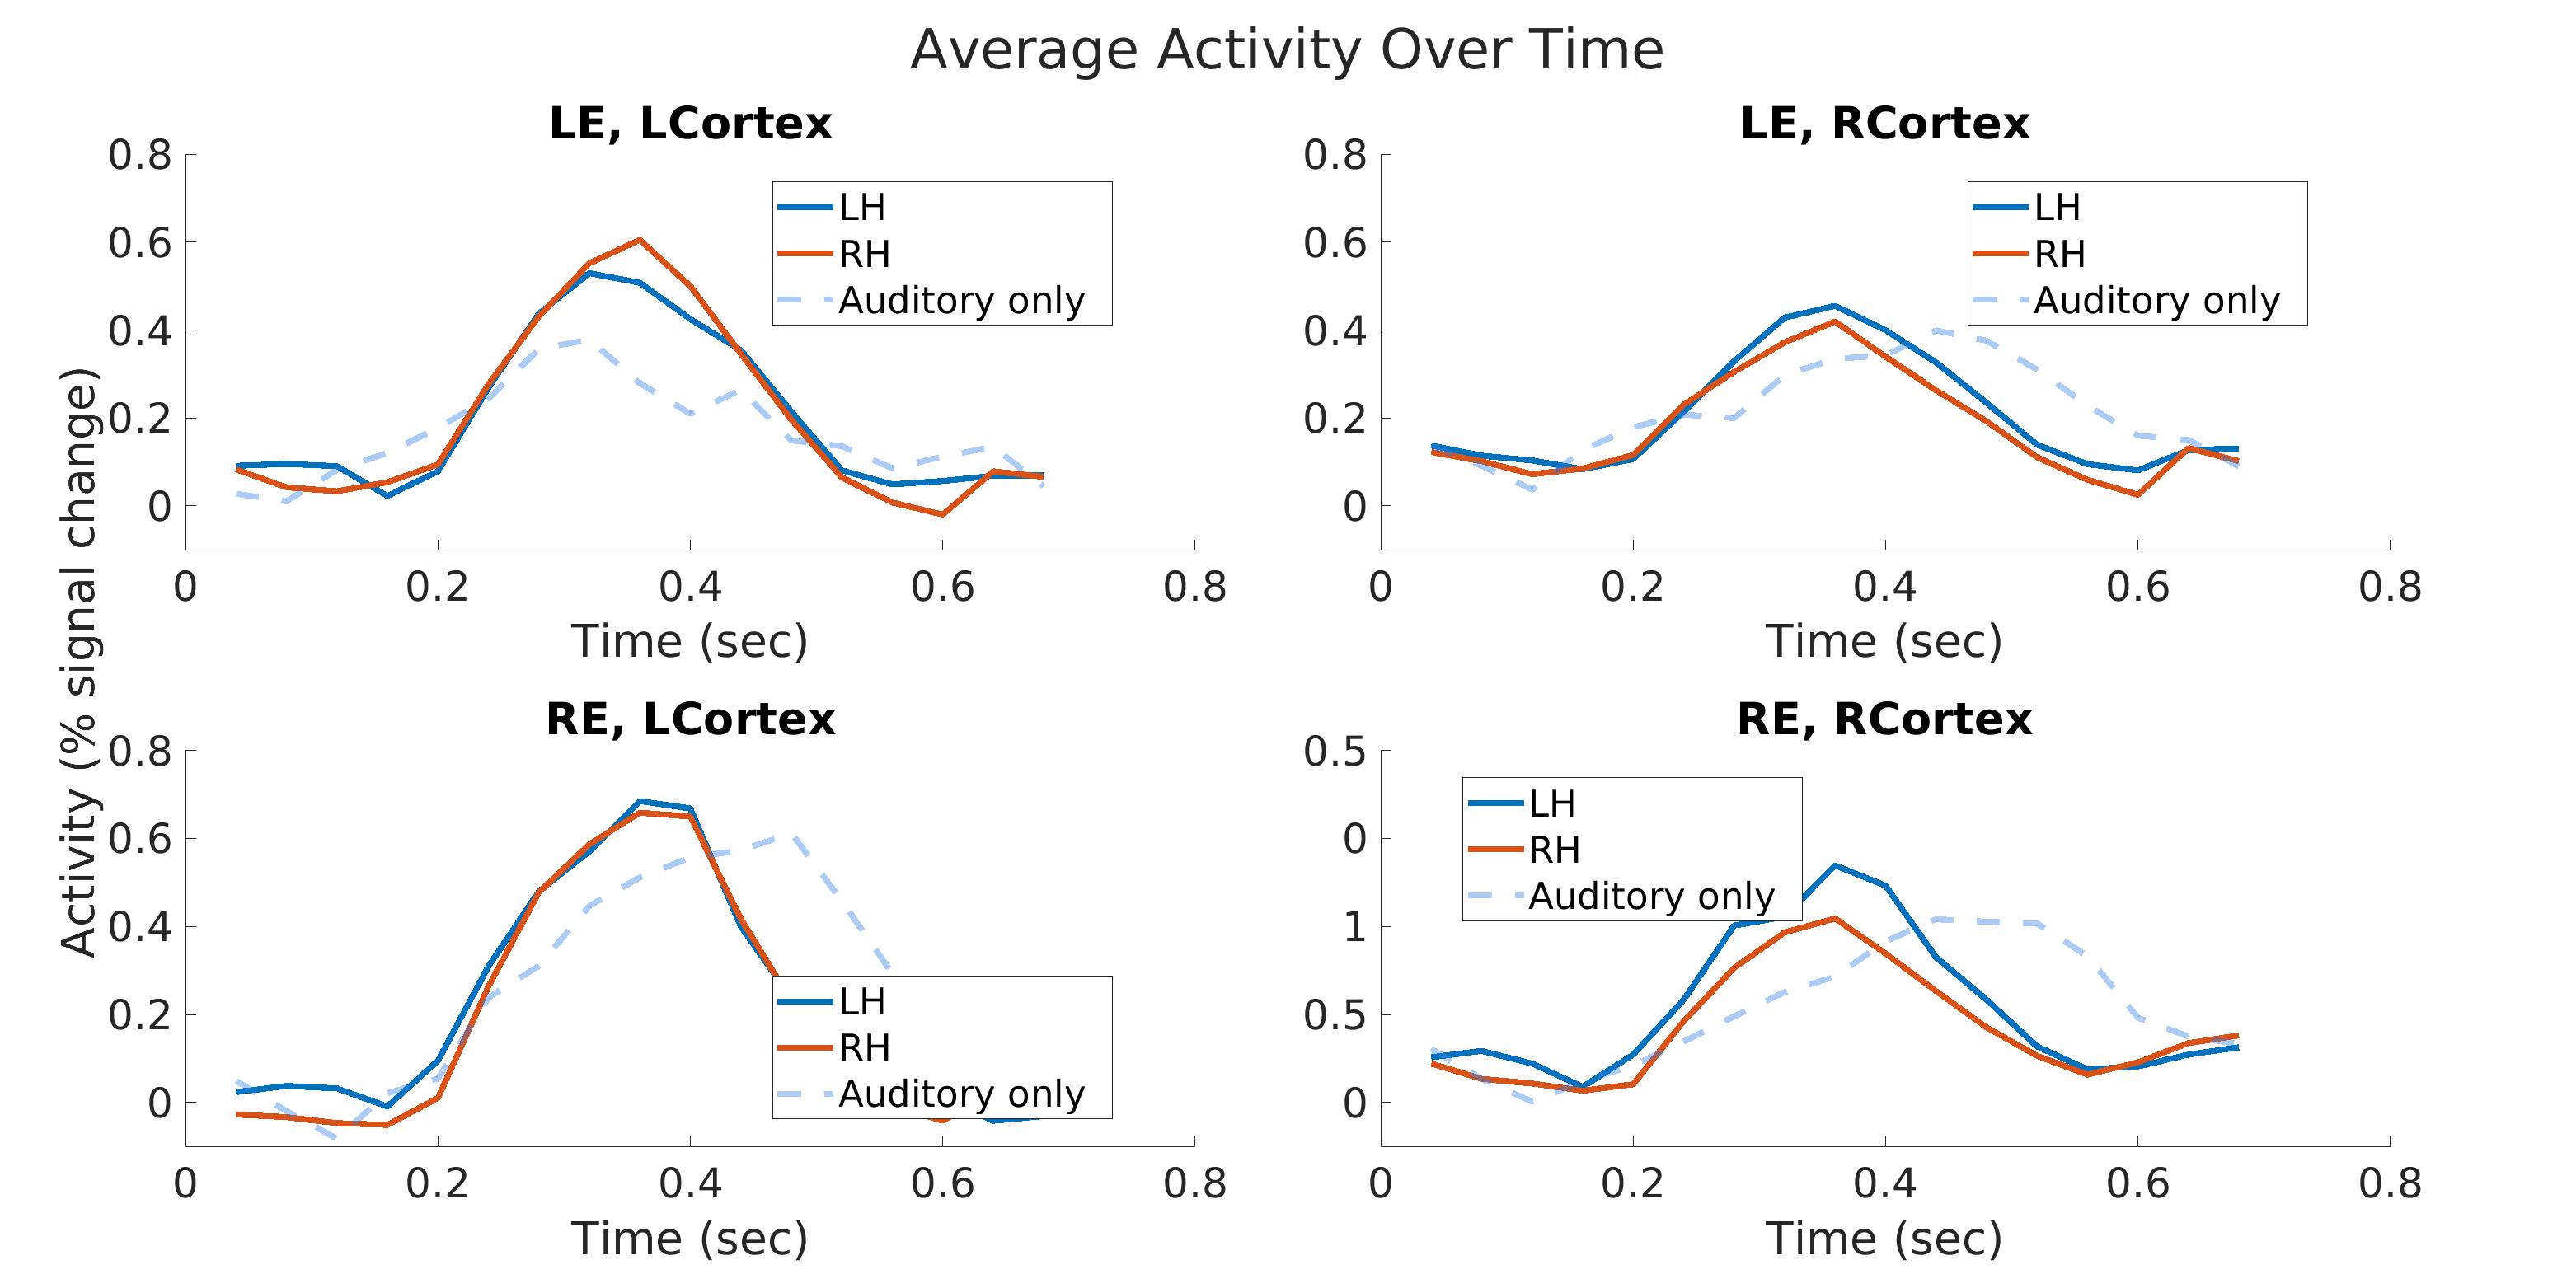 Average Activity Over Time
Activity (% signal change)
LE, LCortex
0.8
0.6
0.4
0.2
0
0 0.2 0.4 0.6 0.8
Time (sec)
LH
RH
Auditory only
LE, RCortex
0.8
0.6
0.4
0.2
0
0 0.2 0.4 0.6 0.8
Time (sec)
LH
RH
Auditory only
RE, LCortex
0.8
0.6
0.4
0.2
0
0 0.2 0.4 0.6 0.8
Time (sec)
LH
RH
Auditory only
RE, RCortex
0.5
0
1
0.5
0
0 0.2 0.4 0.6 0.8
Time (sec)
LH
RH
Auditory only